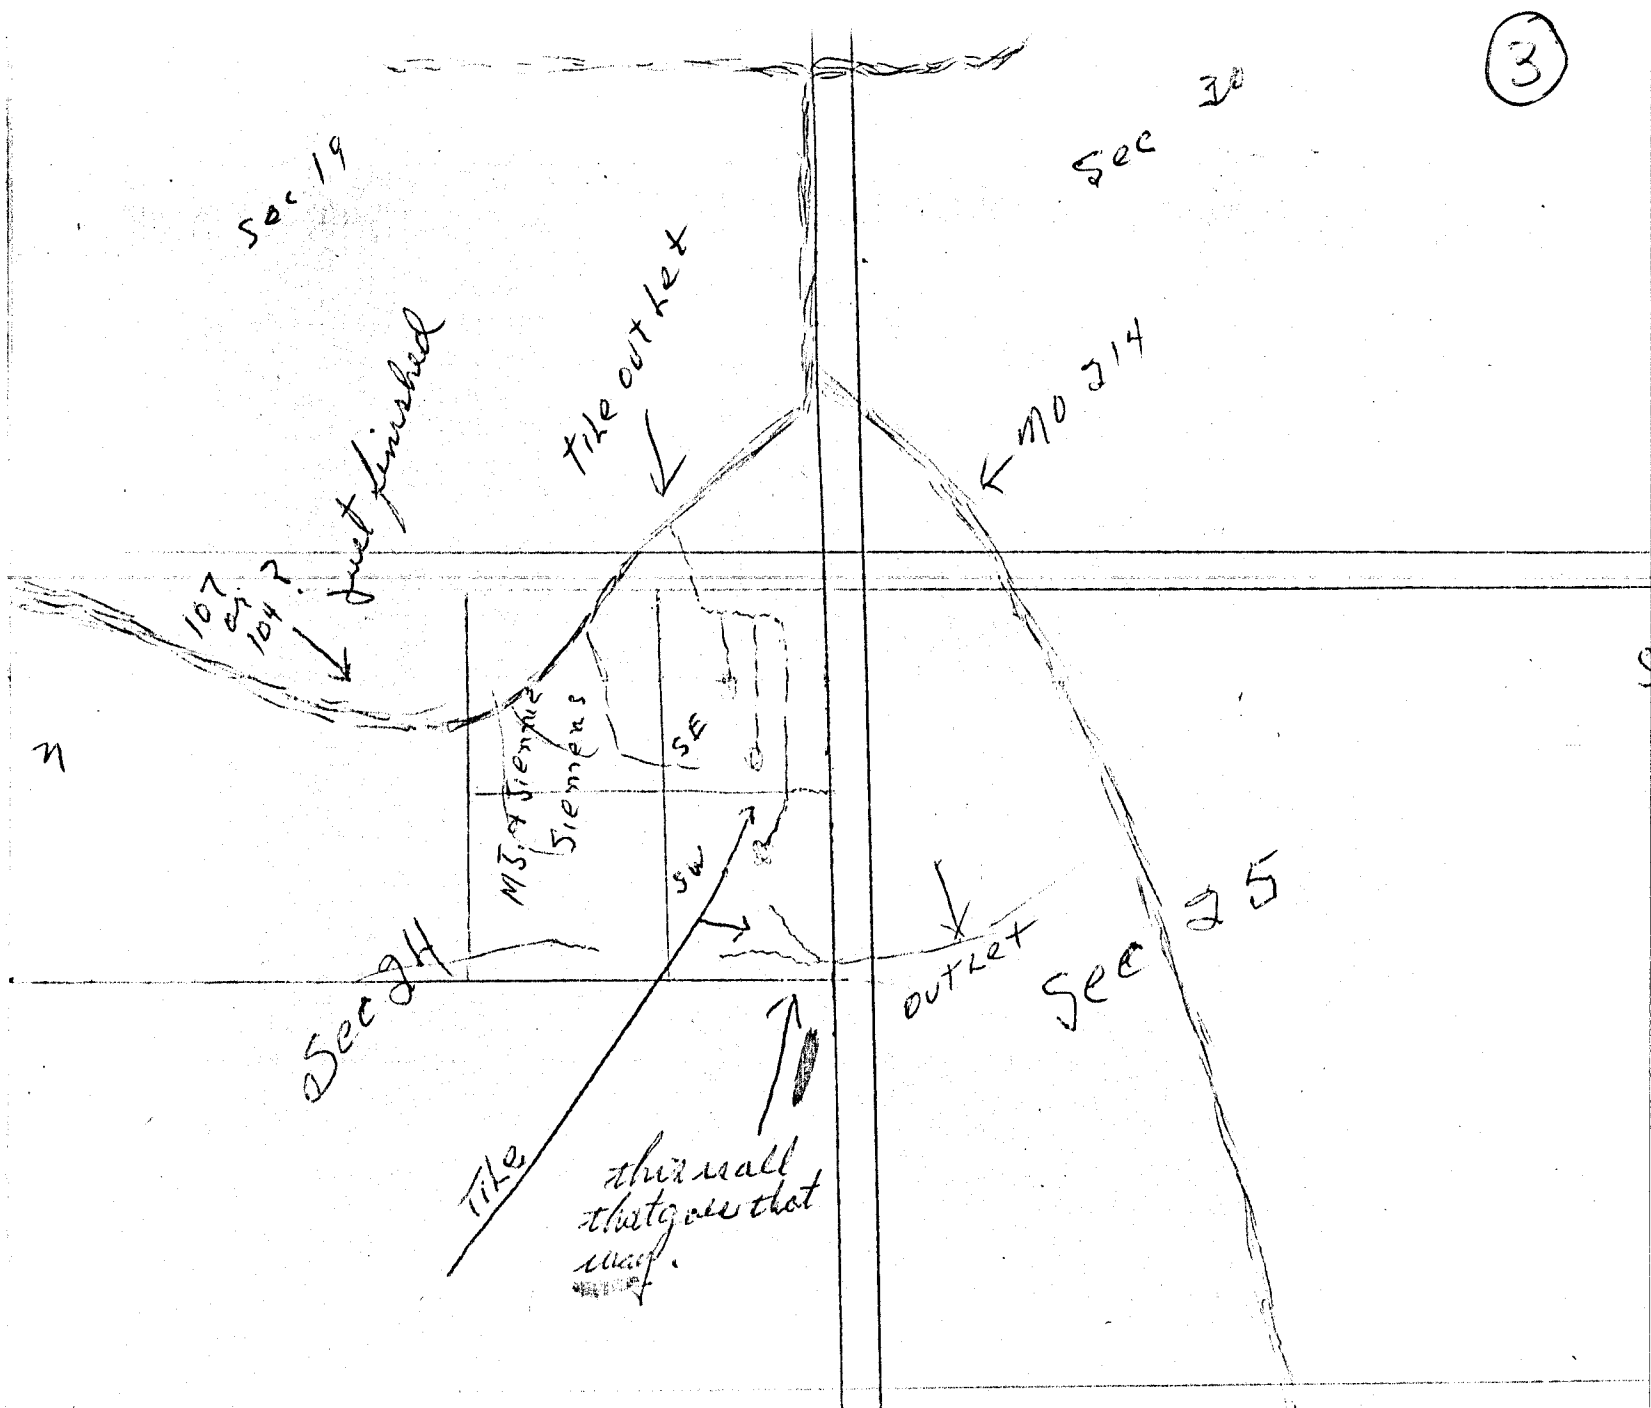 3
Sec 30
Sec 19
tile outlet
MO 214
just finished
107
or
104?
n
SE
M.J. & Jennie
Siemens
SW
outlet
Sec 25
Sec 24
Tile
this is all
that goes that
way.